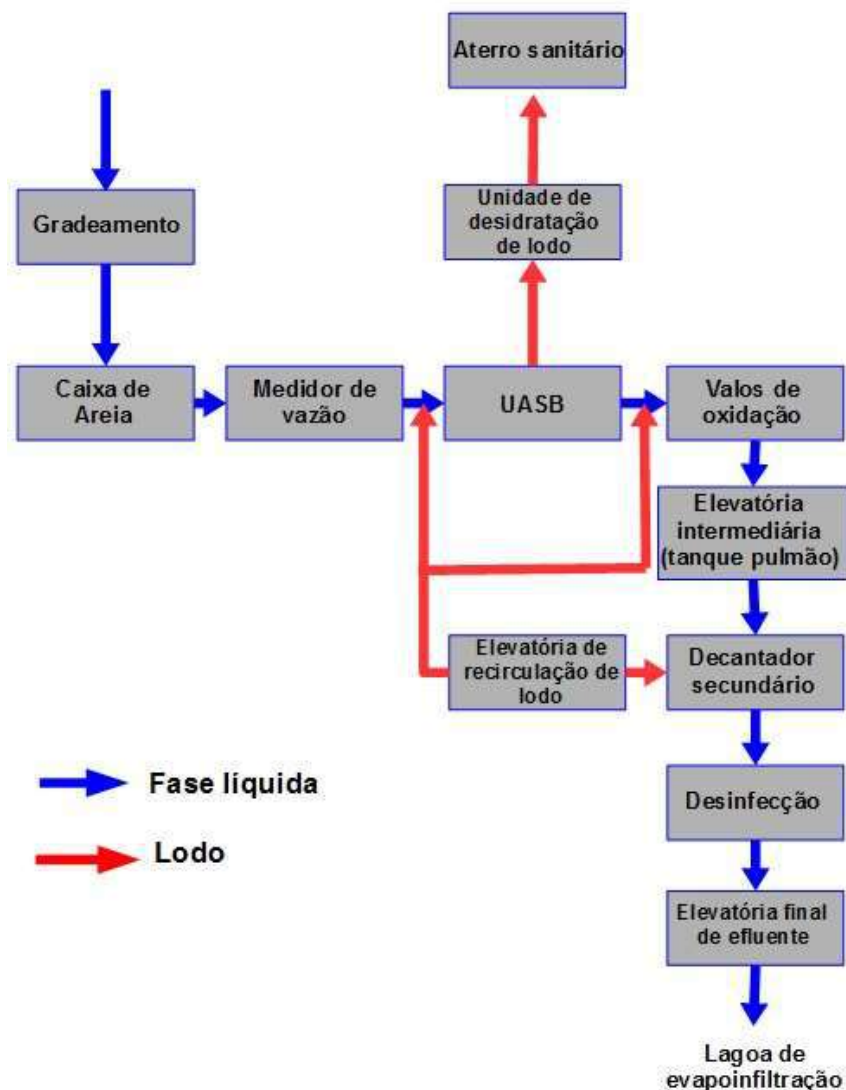 Aterro sanitário
Gradeamento
Unidade de
desidratação
de lodo
Caixa de
Areia
Medidor de
vazão
UASB
Valos de
oxidação
Elevatória
intermediária
(tanque pulmão)
Elevatória de
recirculação de
lodo
Decantador
secundário
Fase líquida
Lodo
Desinfecção
Elevatória final
de efluente
Lagoa de
evapoinfiltração